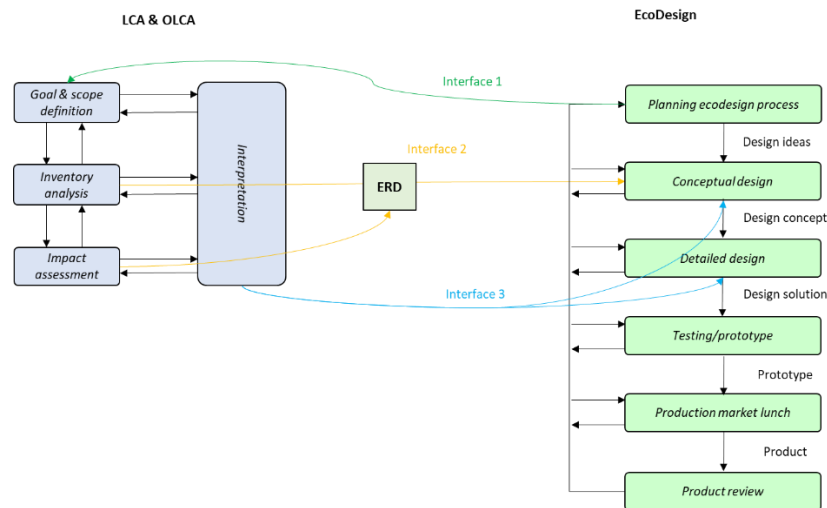 LCA & OLCA
EcoDesign
Interface 1
Goal & scope
definition
Planning ecodesign process
Design ideas
Interface 2
Inventory
analysis
Interpretation
ERD
Conceptual design
Design concept
Impact
assessment
Detailed design
Interface 3
Design solution
Testing/prototype
Prototype
Production market lunch
Product
Product review